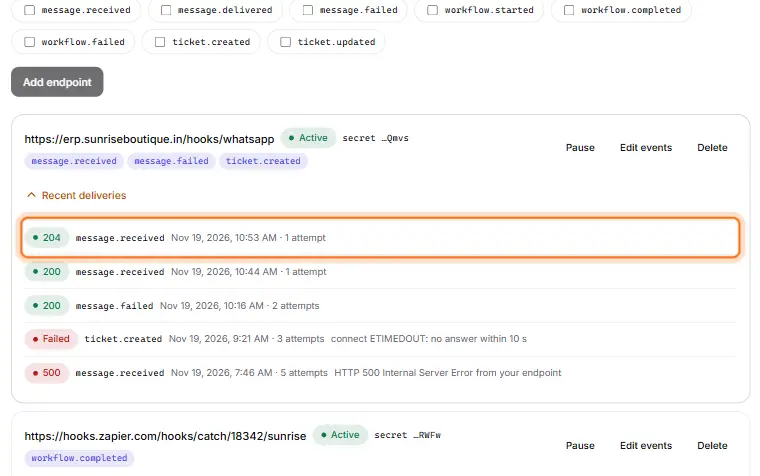 message.received message.delivered message.failed workflow.started workflow.completed
workflow.failed ticket.created ticket.updated
Add endpoint
https://erp.sunriseboutique.in/hooks/whatsapp Active secret …Qmvs
message.received message.failed ticket.created
Pause Edit events Delete
Recent deliveries
204 message.received Nov 19, 2026, 10:53 AM · 1 attempt
200 message.received Nov 19, 2026, 10:44 AM · 1 attempt
200 message.failed Nov 19, 2026, 10:16 AM · 2 attempts
Failed ticket.created Nov 19, 2026, 9:21 AM · 3 attempts connect ETIMEDOUT: no answer within 10 s
500 message.received Nov 19, 2026, 7:46 AM · 5 attempts HTTP 500 Internal Server Error from your endpoint
https://hooks.zapier.com/hooks/catch/18342/sunrise Active secret …RWFw
workflow.completed
Pause Edit events Delete